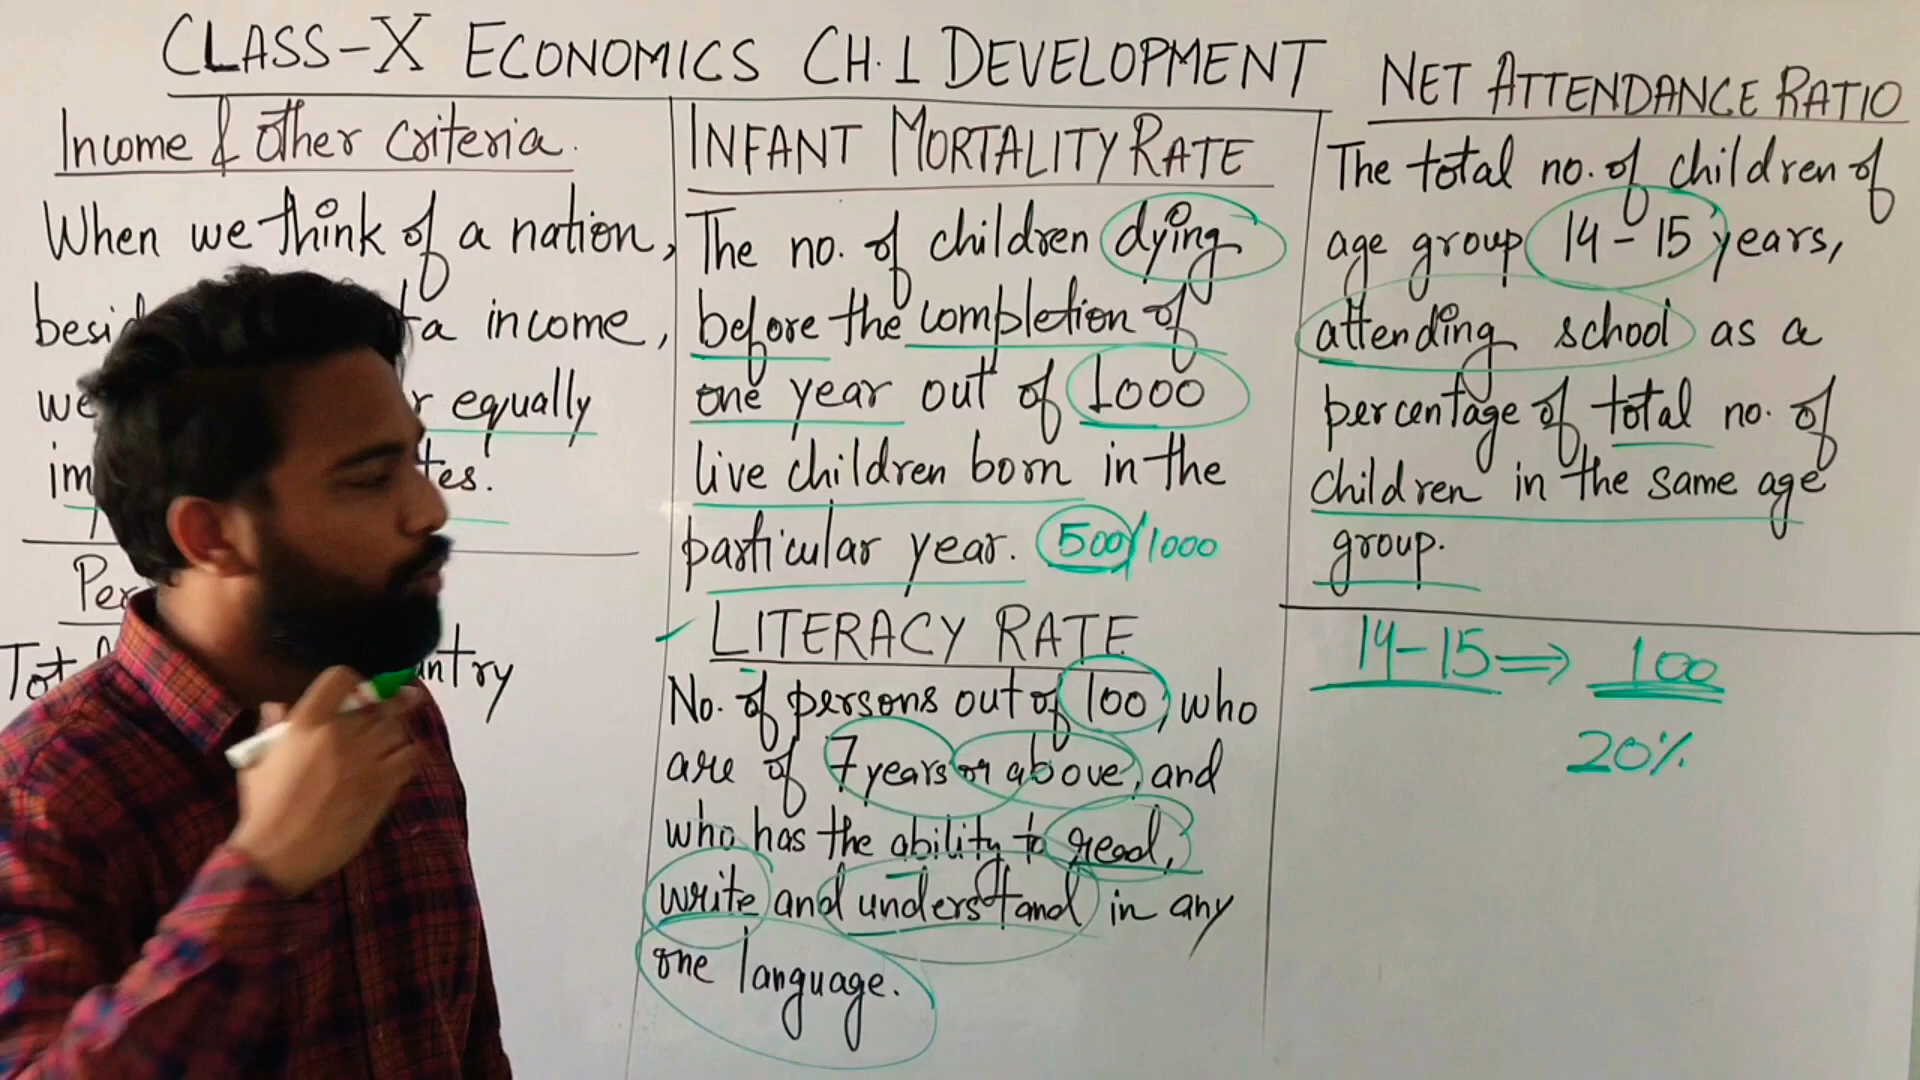 CLASS-X ECONOMICS CH.1 DEVELOPMENT
Income & other criteria.
When we think of a nation,
income,
we equally
Tot
INFANT MORTALITY RATE
The no. of children dying
before the completion of
one year out of 1000
live children born in the
particular year. 500/1000
LITERACY RATE
No. of persons out of 100, who
are of 7 years or above, and
who has the ability to read,
write and understand in any
one language.
NET ATTENDANCE RATIO
The total no. of children of
age group 14-15 years,
attending school as a
percentage of total no. of
children in the same age
group.
14-15 ⇒ 100
20%